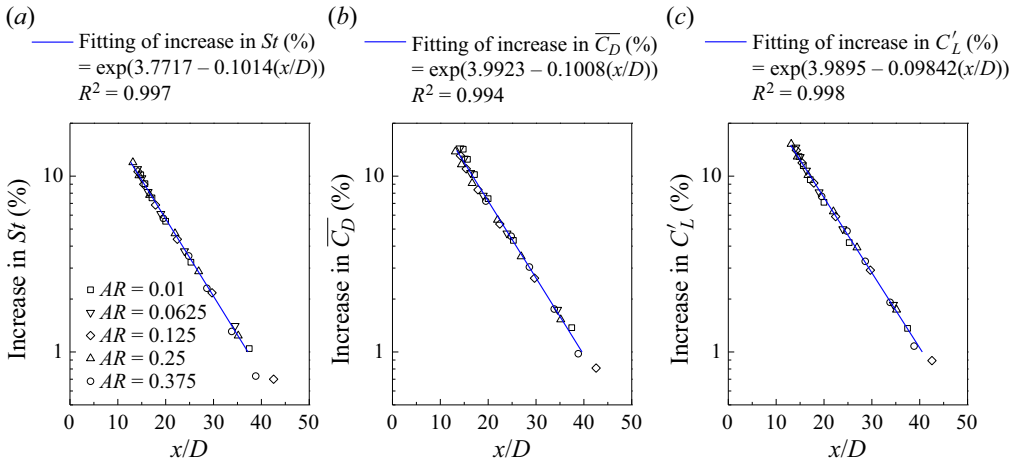 (a)
Fitting of increase in St (%)
= exp(3.7717 – 0.1014(x/D))
R² = 0.997
10
1
Increase in St (%)
AR = 0.01
AR = 0.0625
AR = 0.125
AR = 0.25
AR = 0.375
0 10 20 30 40 50
x/D
(b)
Fitting of increase in C̅_D̅ (%)
= exp(3.9923 – 0.1008(x/D))
R² = 0.994
10
1
Increase in C̅_D̅ (%)
0 10 20 30 40 50
x/D
(c)
Fitting of increase in C′_L (%)
= exp(3.9895 – 0.09842(x/D))
R² = 0.998
10
1
Increase in C′_L (%)
0 10 20 30 40 50
x/D